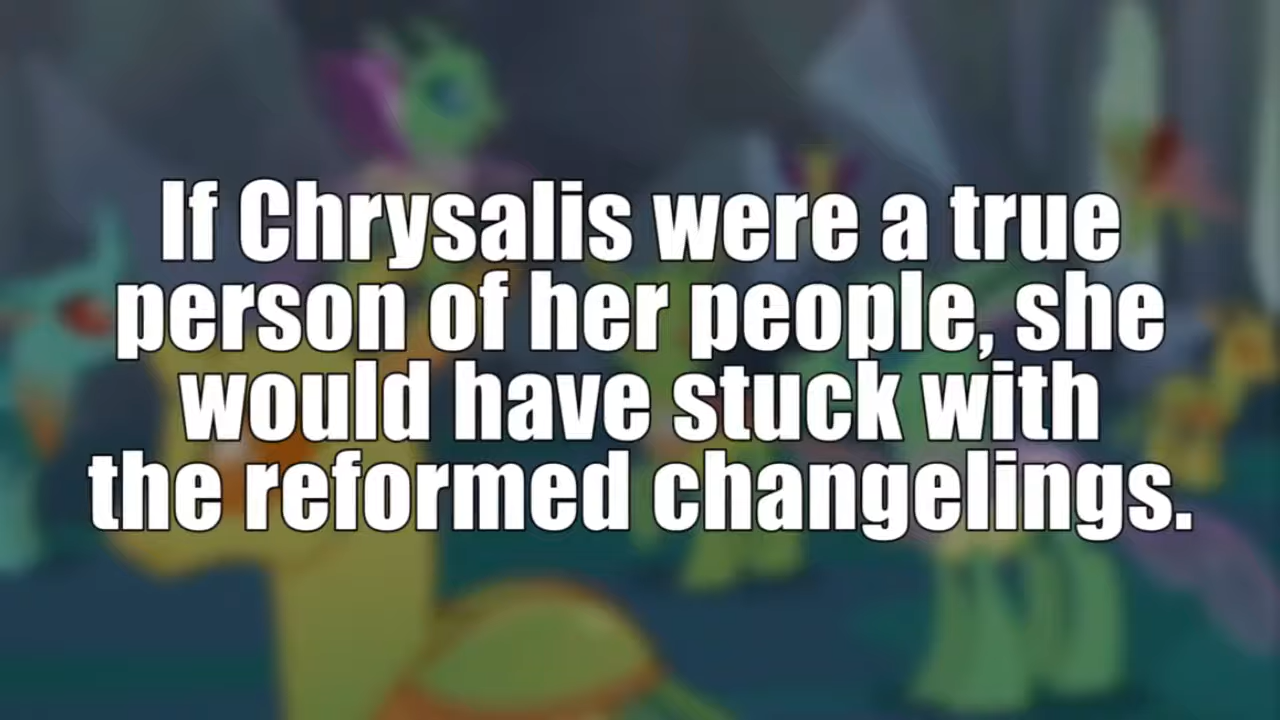 If Chrysalis were a true
person of her people, she
would have stuck with
the reformed changelings.